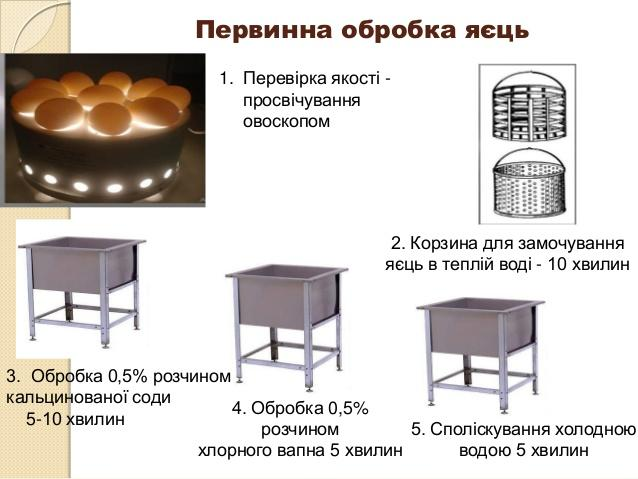 Первинна обробка яєць
1. Перевірка якості -
просвічування
овоскопом
2. Корзина для замочування
яєць в теплій воді - 10 хвилин
3. Обробка 0,5% розчином
кальцинованої соди
5-10 хвилин
4. Обробка 0,5%
розчином
хлорного вапна 5 хвилин
5. Споліскування холодною
водою 5 хвилин